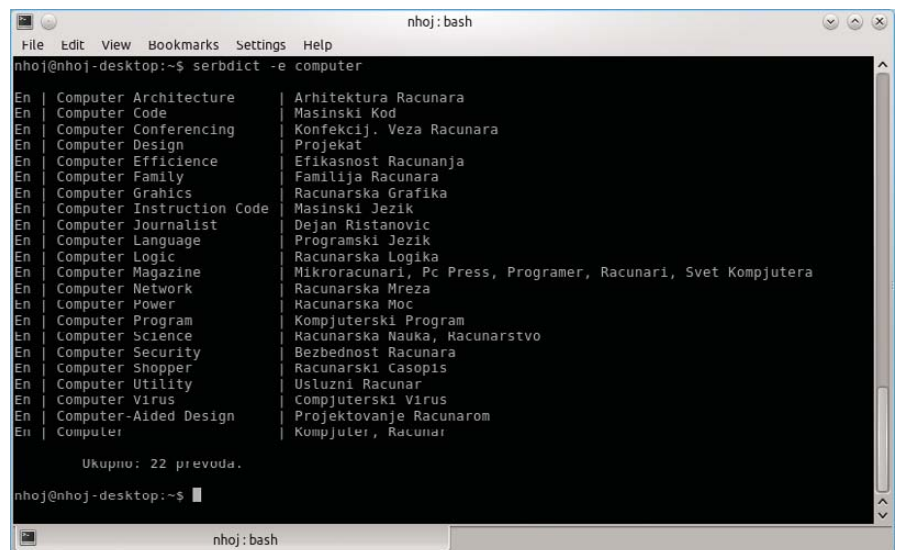 nhoj : bash
File Edit View Bookmarks Settings Help
nhoj@nhoj-desktop:~$ serbdict -e computer
En | Computer Architecture | Arhitektura Racunara
En | Computer Code | Masinski Kod
En | Computer Conferencing | Konfekcij. Veza Racunara
En | Computer Design | Projekat
En | Computer Efficience | Efikasnost Racunanja
En | Computer Family | Familija Racunara
En | Computer Grahics | Racunarska Grafika
En | Computer Instruction Code | Masinski Jezik
En | Computer Journalist | Dejan Ristanovic
En | Computer Language | Programski Jezik
En | Computer Logic | Racunarska Logika
En | Computer Magazine | Mikroracunari, Pc Press, Programer, Racunari, Svet Kompjutera
En | Computer Network | Racunarska Mreza
En | Computer Power | Racunarska Moc
En | Computer Program | Kompjuterski Program
En | Computer Science | Racunarska Nauka, Racunarstvo
En | Computer Security | Bezbednost Racunara
En | Computer Shopper | Racunarski Casopis
En | Computer Utility | Usluzni Racunar
En | Computer Virus | Compjuterski Virus
En | Computer-Aided Design | Projektovanje Racunarom
En | Computer | Kompjuter, Racunar
Ukupno: 22 prevoda.
nhoj@nhoj-desktop:~$
nhoj : bash